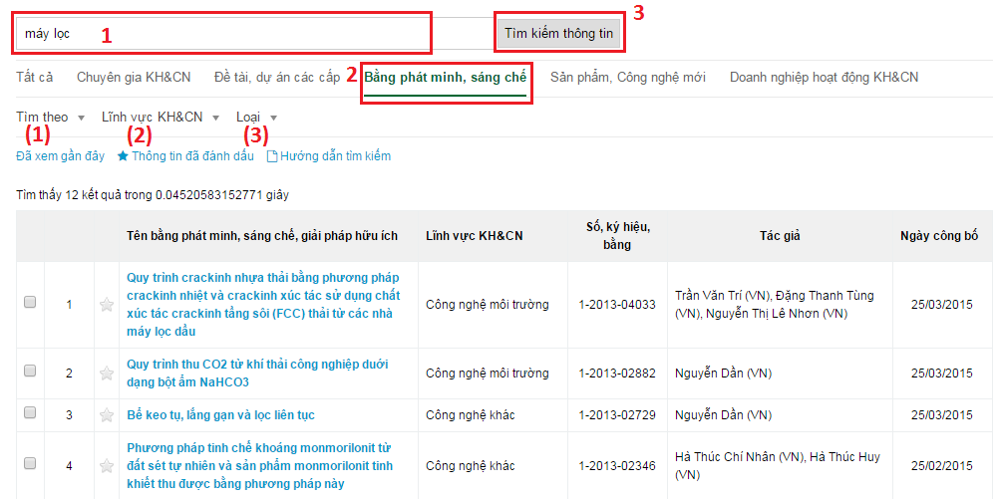 3
máy lọc 1 Tìm kiếm thông tin
Tất cả Chuyên gia KH&CN Đề tài, dự án các cấp 2 Bằng phát minh, sáng chế Sản phẩm, Công nghệ mới Doanh nghiệp hoạt động KH&CN
Tìm theo Lĩnh vực KH&CN Loại
(1) (2) (3)
Đã xem gần đây Thông tin đã đánh dấu Hướng dẫn tìm kiếm
Tìm thấy 12 kết quả trong 0.04520583152771 giây
Tên bằng phát minh, sáng chế, giải pháp hữu ích Lĩnh vực KH&CN Số, ký hiệu,
bằng Tác giả Ngày công bố
Quy trình crackinh nhựa thải bằng phương pháp
crackinh nhiệt và crackinh xúc tác sử dụng chất
xúc tác crackinh tầng sôi (FCC) thải từ các nhà
máy lọc dầu
1 Công nghệ môi trường 1-2013-04033 Trần Văn Trí (VN), Đặng Thanh Tùng
(VN), Nguyễn Thị Lê Nhơn (VN) 25/03/2015
Quy trình thu CO2 từ khí thải công nghiệp dưới
dạng bột ẩm NaHCO3
2 Công nghệ môi trường 1-2013-02882 Nguyễn Dần (VN) 25/03/2015
3 Bể keo tụ, lắng gạn và lọc liên tục Công nghệ khác 1-2013-02729 Nguyễn Dần (VN) 25/03/2015
Phương pháp tinh chế khoáng monmorilonit từ
đất sét tự nhiên và sản phẩm monmorilonit tinh
khiết thu được bằng phương pháp này
4 Công nghệ khác 1-2013-02346 Hà Thúc Chí Nhân (VN), Hà Thúc Huy
(VN) 25/02/2015